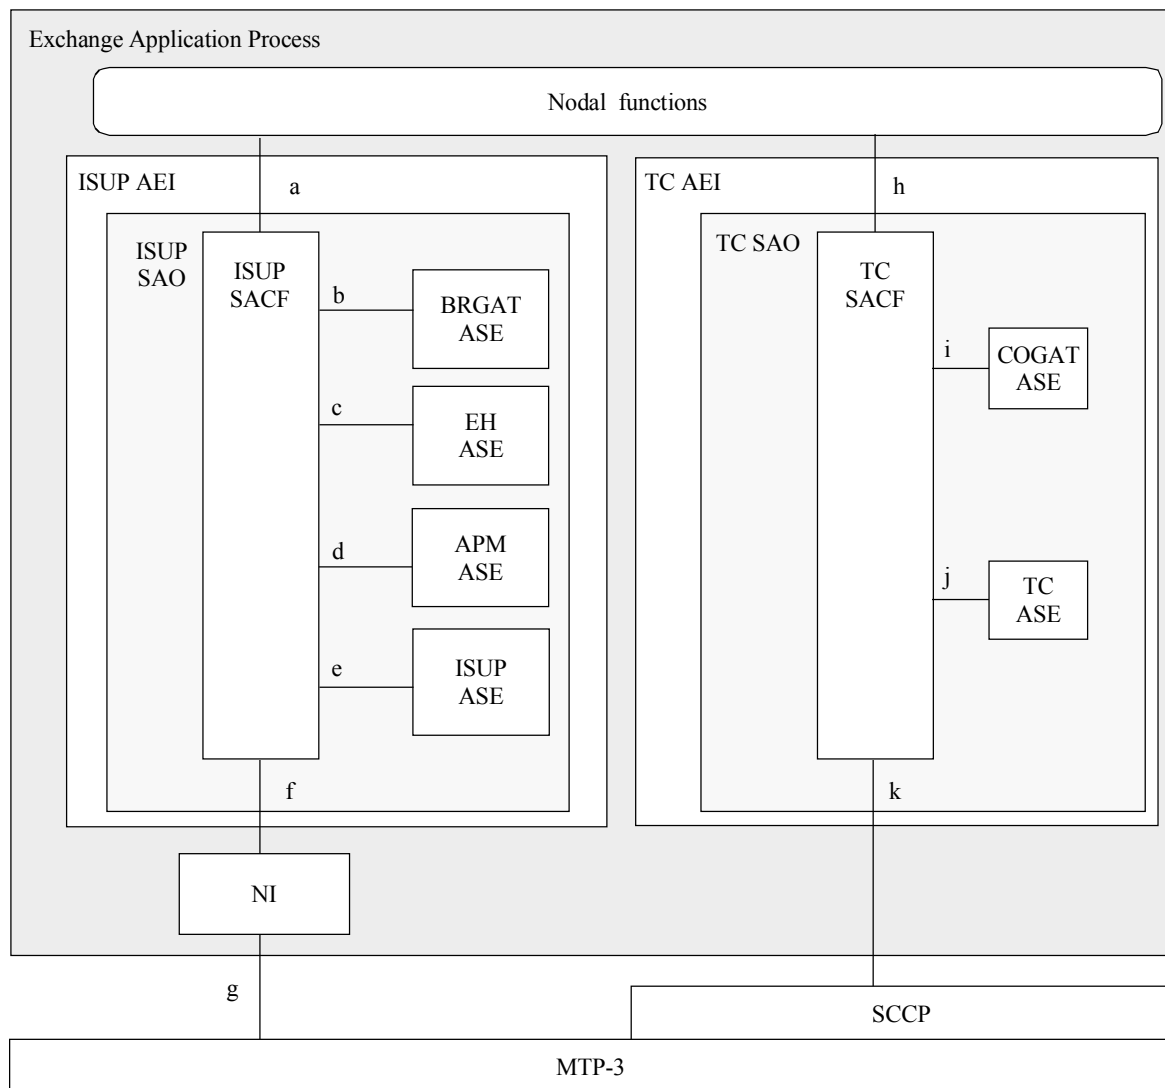 Exchange Application Process
Nodal functions
ISUP AEI
a
TC AEI
h
ISUP
SAO
ISUP
SACF
TC SAO
TC
SACF
b
BRGAT
ASE
i
COGAT
ASE
c
EH
ASE
d
APM
ASE
j
TC
ASE
e
ISUP
ASE
f
k
NI
g
SCCP
MTP-3